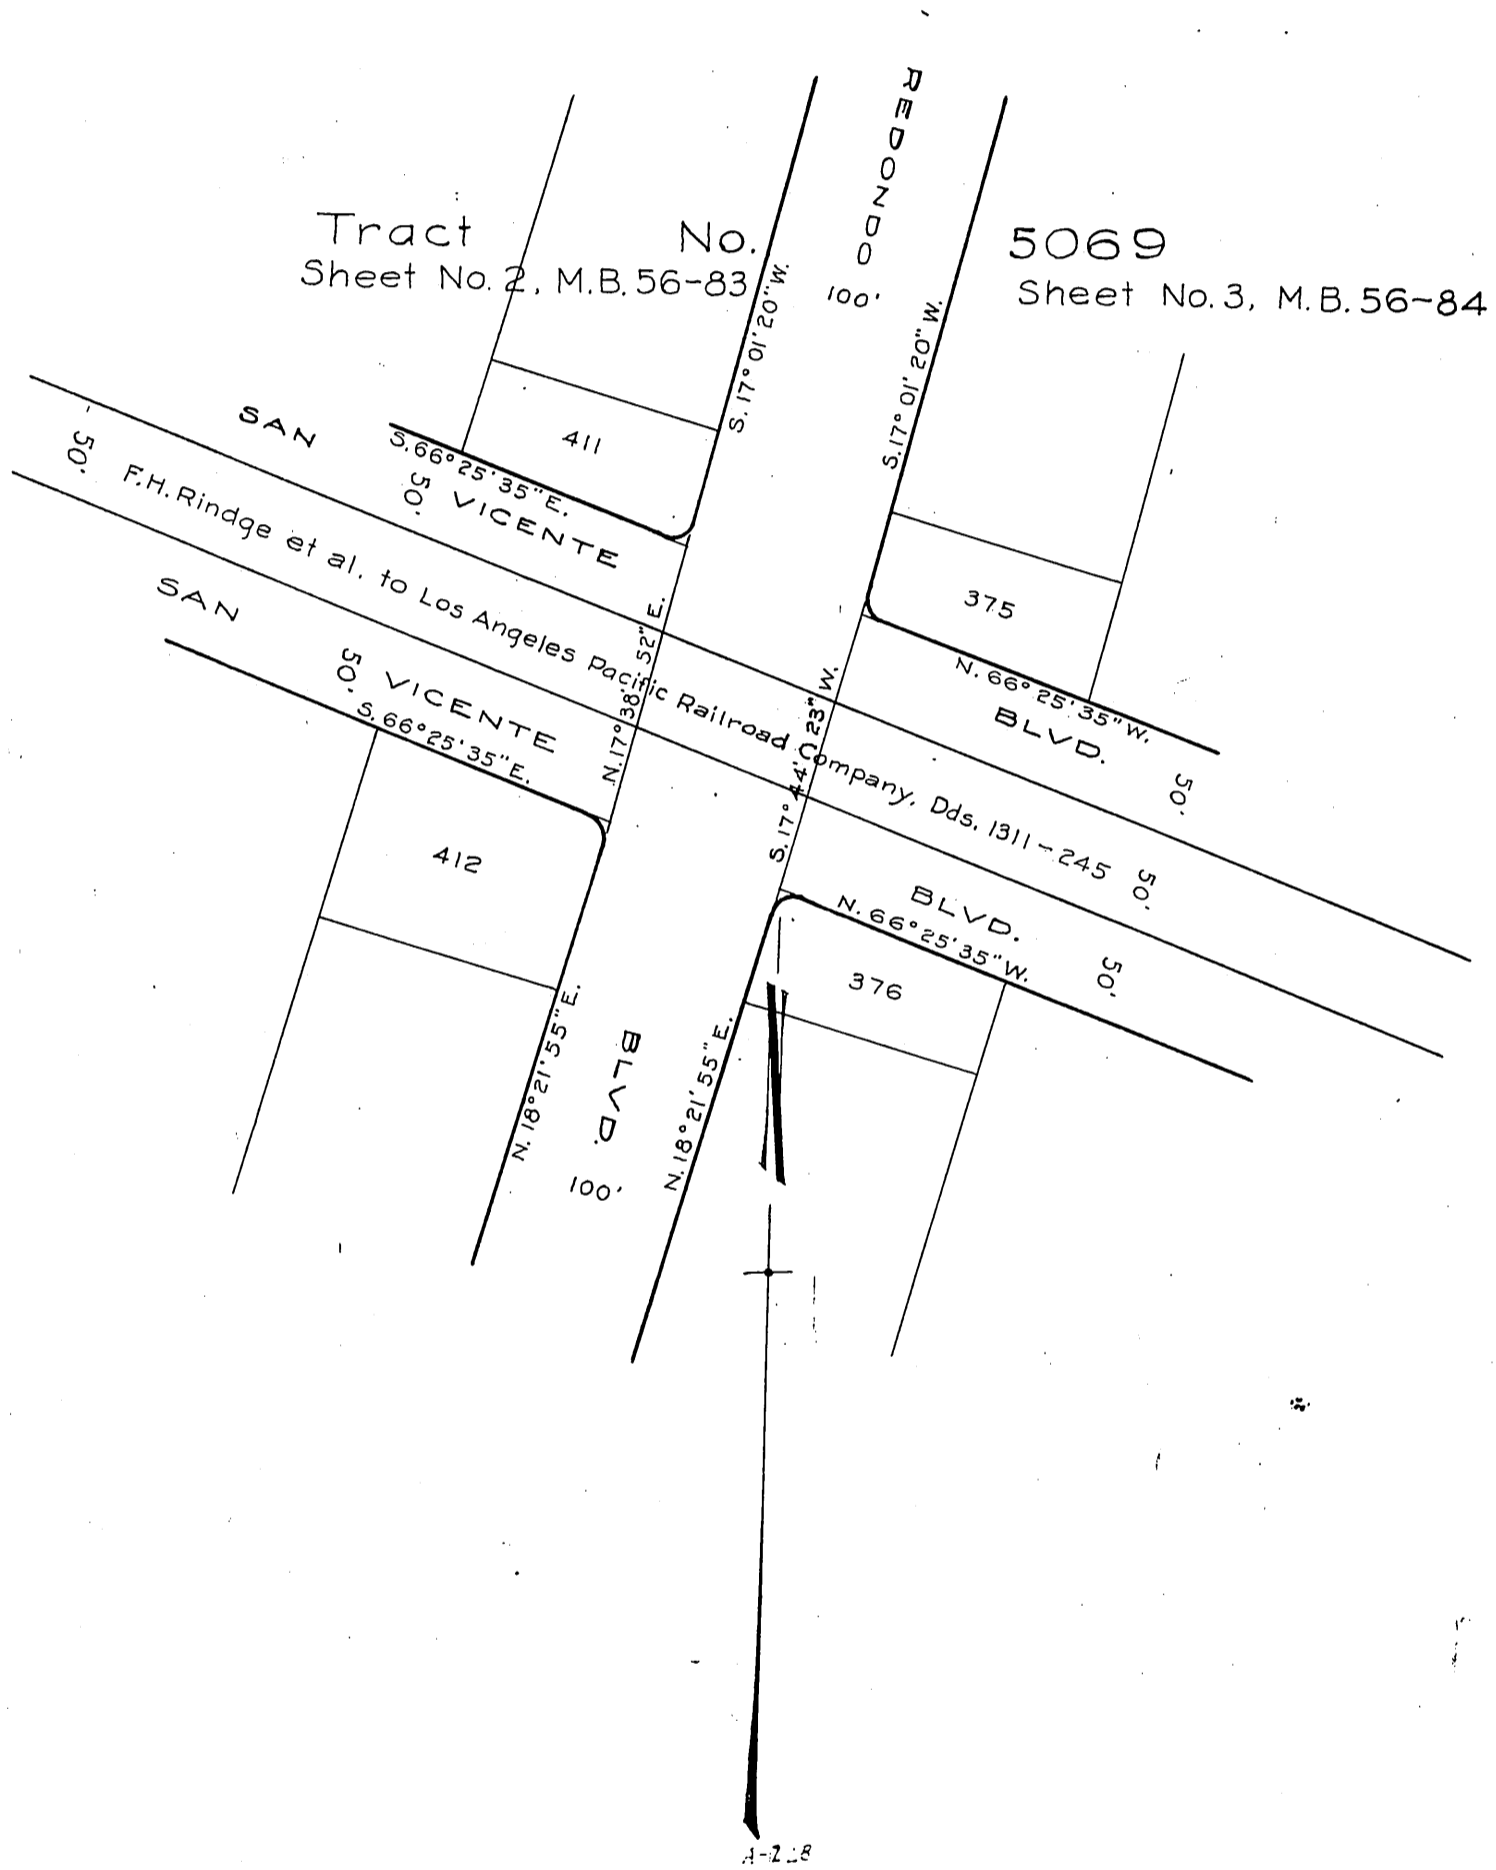 REDONDO
100'
Tract No. 5069
Sheet No. 2, M.B. 56-83
Sheet No. 3, M.B. 56-84
S. 17° 01' 20" W.
S. 17° 01' 20" W.
411
375
SAN VICENTE BLVD.
S. 66° 25' 35" E.
50'
50'
F.H. Rindge et al. to Los Angeles Pacific Railroad Company, Dds. 1311-245
50'
N. 66° 25' 35" W.
50'
SAN VICENTE BLVD.
50'
S. 66° 25' 35" E.
N. 17° 38' 52" E.
S. 17° 44' 23" W.
N. 66° 25' 35" W.
50'
412
376
N. 18° 21' 55" E.
N. 18° 21' 55" E.
BLVD.
100'